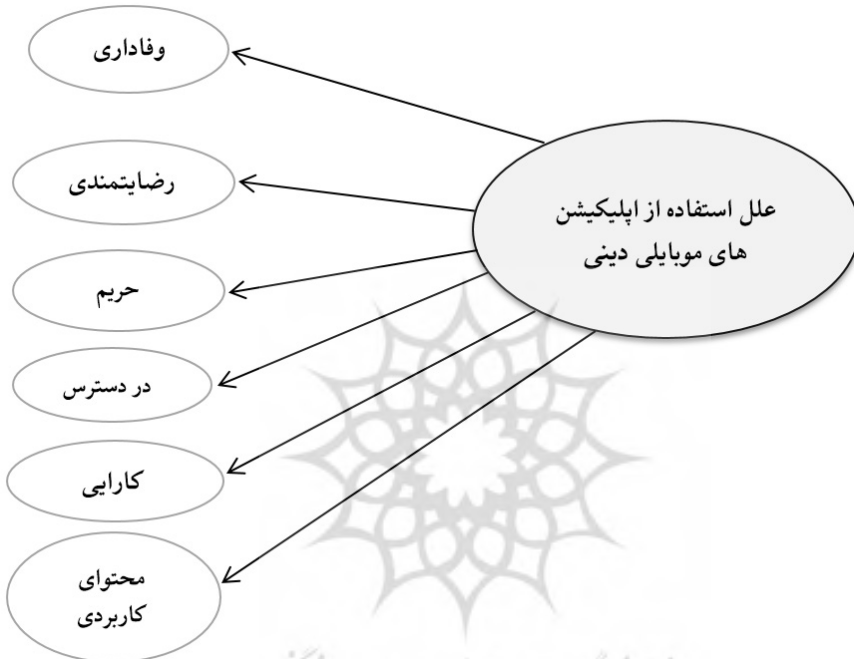 وفاداری
علل استفاده از اپلیکیشن
های موبایلی دینی
رضایتمندی
حریم
در دسترس
کارایی
محتوای
کاربردی